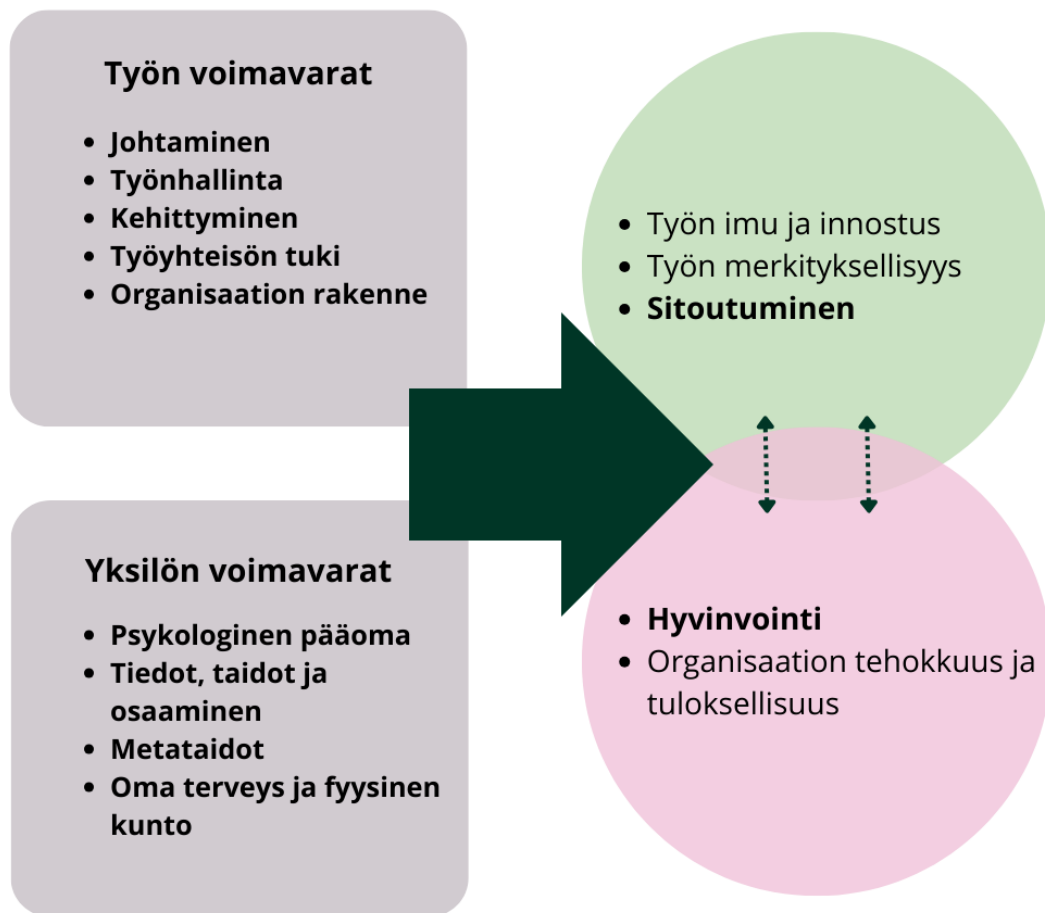 Työn voimavarat
• Johtaminen
• Työnhallinta
• Kehittyminen
• Työyhteisön tuki
• Organisaation rakenne
Yksilön voimavarat
• Psykologinen pääoma
• Tiedot, taidot ja
osaaminen
• Metataidot
• Oma terveys ja fyysinen
kunto
• Työn imu ja innostus
• Työn merkityksellisyys
• Sitoutuminen
• Hyvinvointi
• Organisaation tehokkuus ja
tuloksellisuus